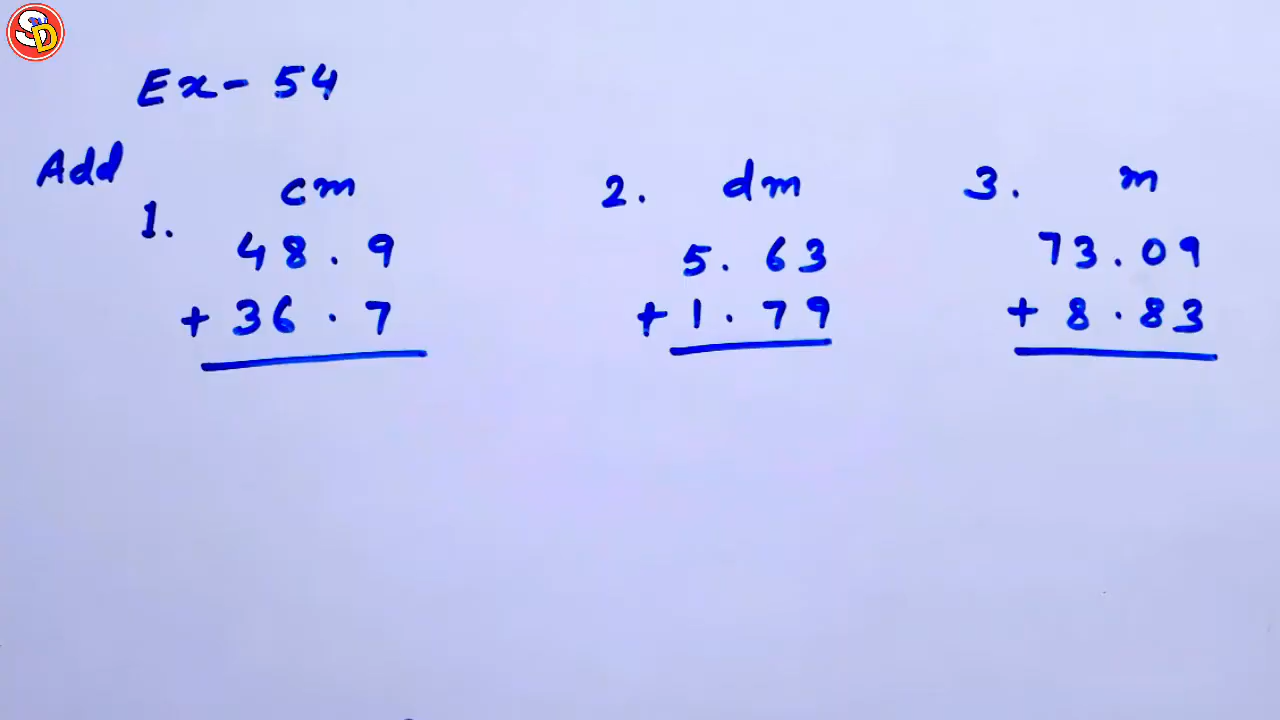 SD
Ex - 54
Add
1. cm
48.9
+ 36.7
2. dm
5.63
+ 1.79
3. m
73.09
+ 8.83